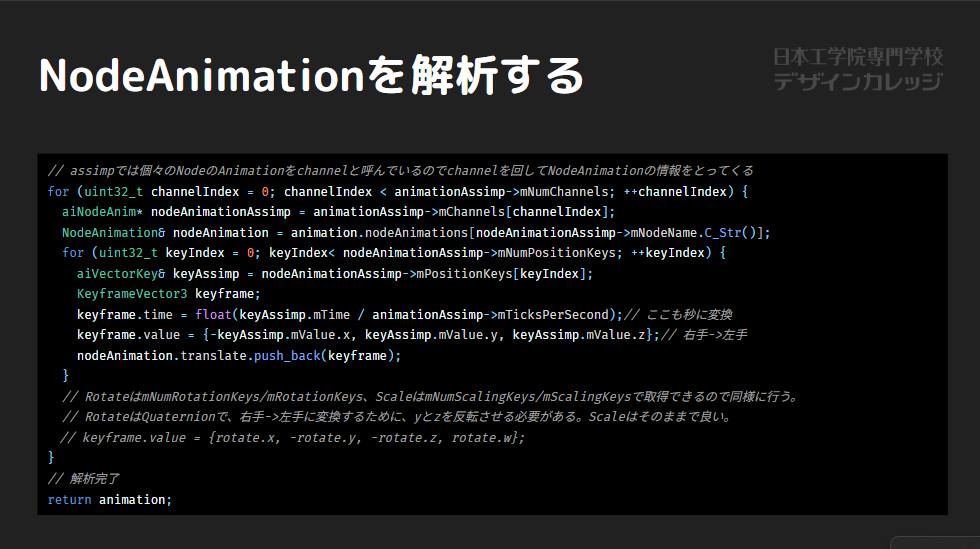 NodeAnimationを解析する
日本工学院専門学校
デザインカレッジ
// assimpでは個々のNodeのAnimationをchannelと呼んでいるのでchannelを回してNodeAnimationの情報をとってくる
for (uint32_t channelIndex = 0; channelIndex < animationAssimp->mNumChannels; ++channelIndex) {
  aiNodeAnim* nodeAnimationAssimp = animationAssimp->mChannels[channelIndex];
  NodeAnimation& nodeAnimation = animation.nodeAnimations[nodeAnimationAssimp->mNodeName.C_Str()];
  for (uint32_t keyIndex = 0; keyIndex< nodeAnimationAssimp->mNumPositionKeys; ++keyIndex) {
    aiVectorKey& keyAssimp = nodeAnimationAssimp->mPositionKeys[keyIndex];
    KeyframeVector3 keyframe;
    keyframe.time = float(keyAssimp.mTime / animationAssimp->mTicksPerSecond);// ここも秒に変換
    keyframe.value = {-keyAssimp.mValue.x, keyAssimp.mValue.y, keyAssimp.mValue.z};// 右手->左手
    nodeAnimation.translate.push_back(keyframe);
  }
  // RotateはmNumRotationKeys/mRotationKeys、ScaleはmNumScalingKeys/mScalingKeysで取得できるので同様に行う。
  // RotateはQuaternionで、右手->左手に変換するために、yとzを反転させる必要がある。Scaleはそのままで良い。
  // keyframe.value = {rotate.x, -rotate.y, -rotate.z, rotate.w};
}
// 解析完了
return animation;